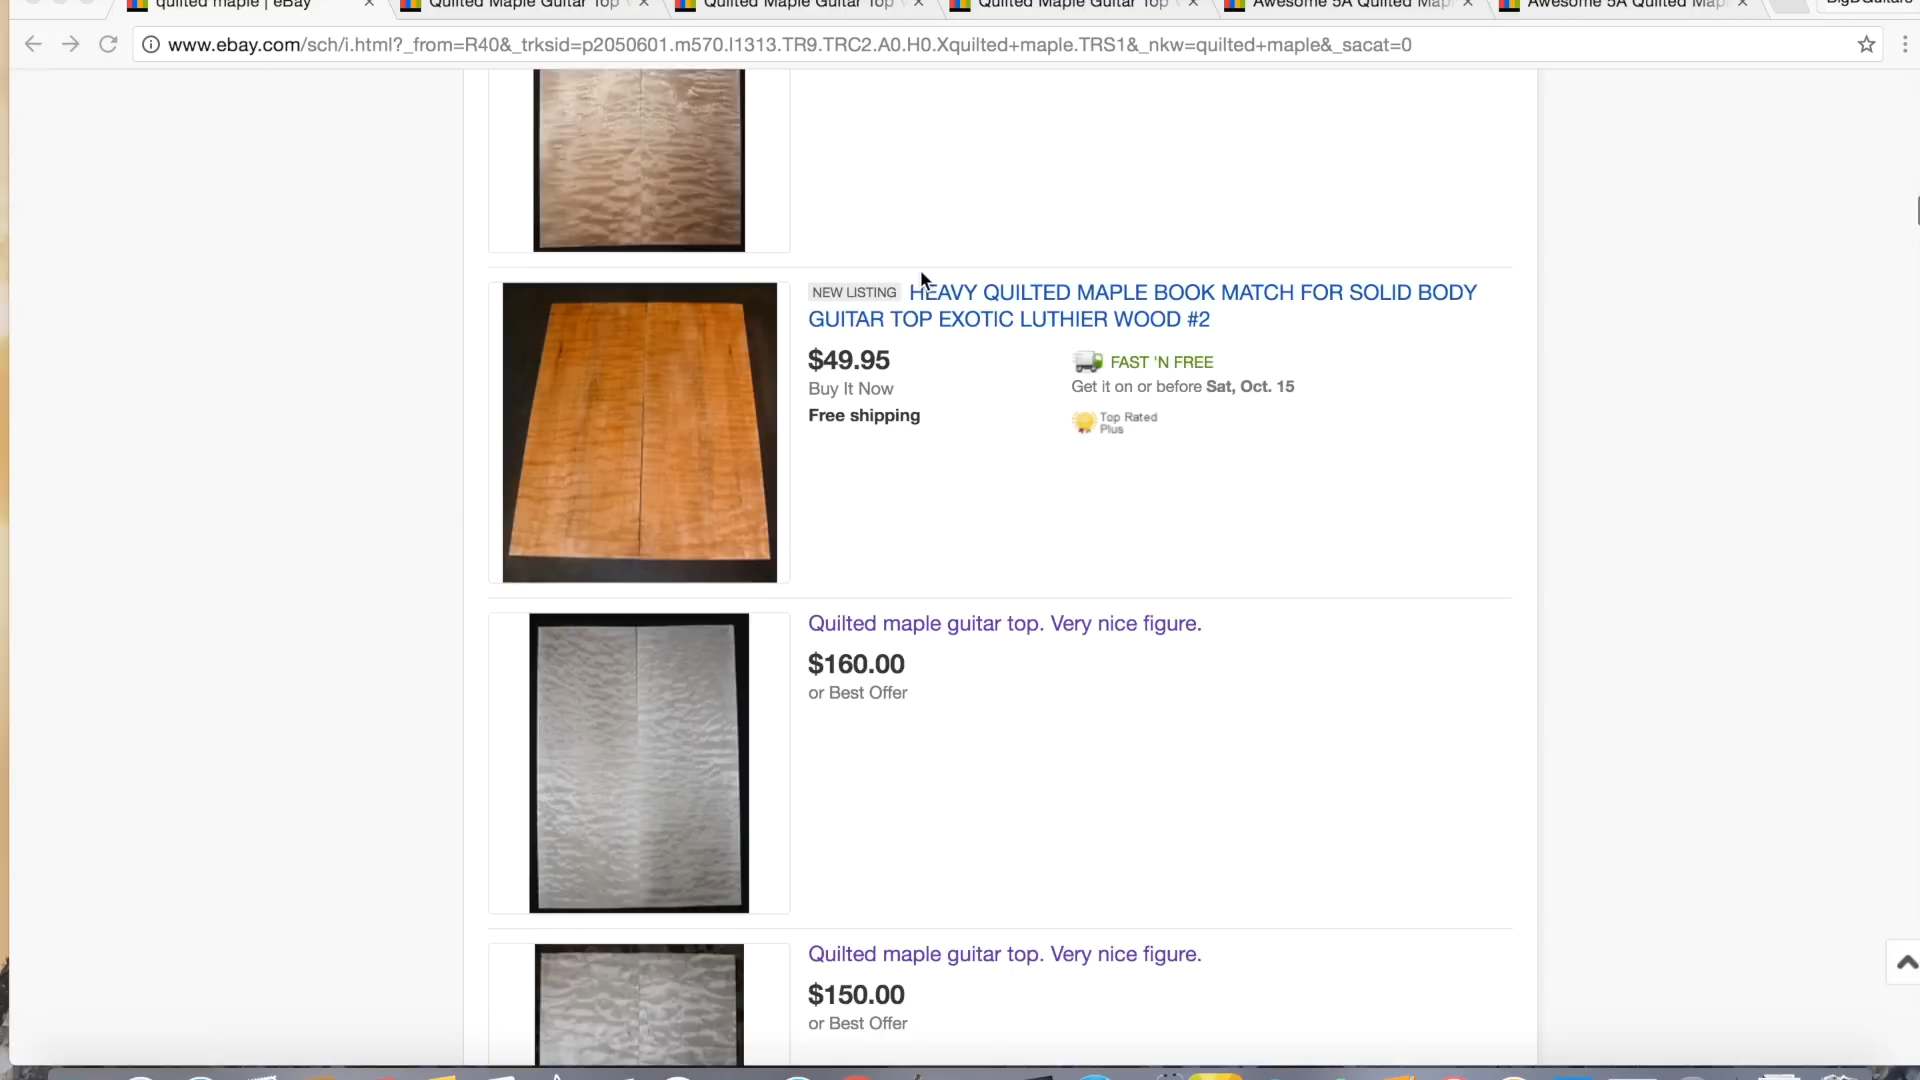 quilted maple | eBay
Quilted Maple Guitar Top
Quilted Maple Guitar Top
Quilted Maple Guitar Top
Awesome 5A Quilted Map
Awesome 5A Quilted Map
BigDGuitars
www.ebay.com/sch/i.html?_from=R40&_trksid=p2050601.m570.l1313.TR9.TRC2.A0.H0.Xquilted+maple.TRS1&_nkw=quilted+maple&_sacat=0
NEW LISTING HEAVY QUILTED MAPLE BOOK MATCH FOR SOLID BODY
GUITAR TOP EXOTIC LUTHIER WOOD #2
$49.95
FAST 'N FREE
Buy It Now
Get it on or before Sat, Oct. 15
Free shipping
Top Rated
Plus
Quilted maple guitar top. Very nice figure.
$160.00
or Best Offer
Quilted maple guitar top. Very nice figure.
$150.00
or Best Offer